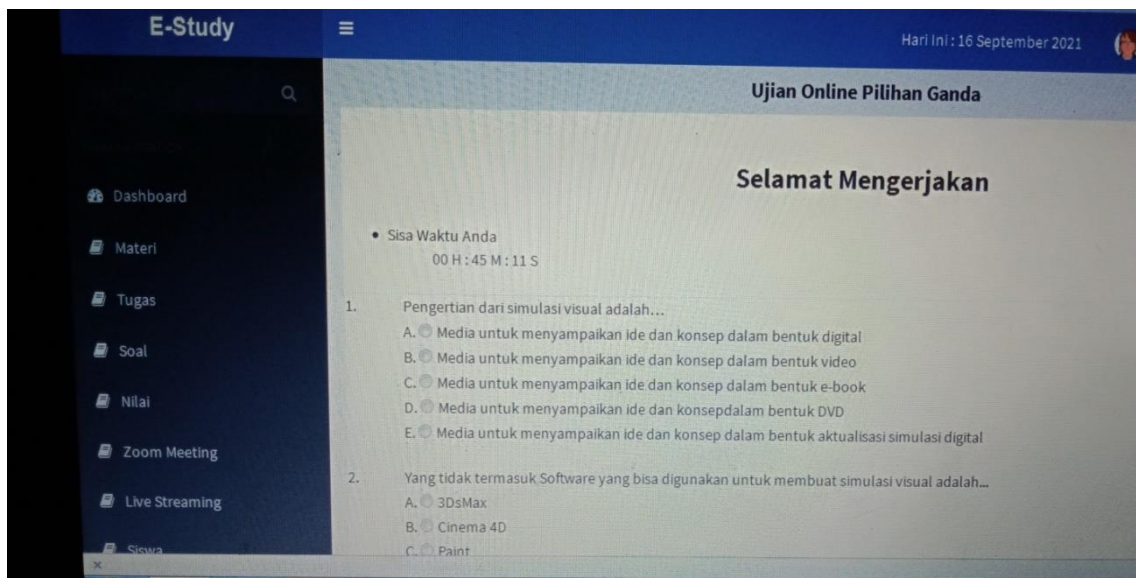 E-Study
Hari Ini : 16 September 2021
Ujian Online Pilihan Ganda
Selamat Mengerjakan
Dashboard
Materi
Tugas
Soal
Nilai
Zoom Meeting
Live Streaming
Siswa
• Sisa Waktu Anda
00 H : 45 M : 11 S
1. Pengertian dari simulasi visual adalah...
A. Media untuk menyampaikan ide dan konsep dalam bentuk digital
B. Media untuk menyampaikan ide dan konsep dalam bentuk video
C. Media untuk menyampaikan ide dan konsep dalam bentuk e-book
D. Media untuk menyampaikan ide dan konsepdalam bentuk DVD
E. Media untuk menyampaikan ide dan konsep dalam bentuk aktualisasi simulasi digital
2. Yang tidak termasuk Software yang bisa digunakan untuk membuat simulasi visual adalah...
A. 3DsMax
B. Cinema 4D
C. Paint